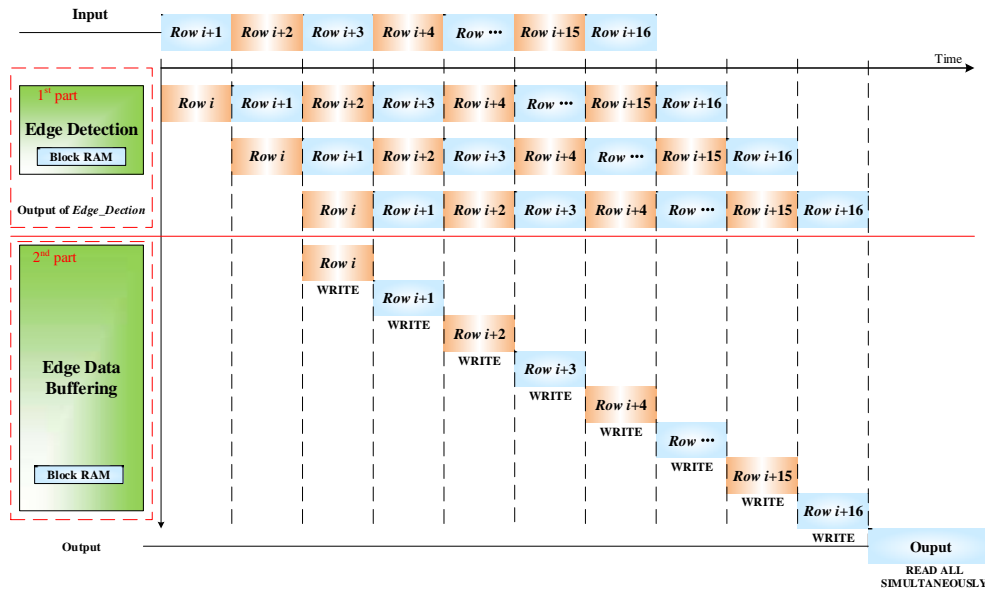 Input
Row i+1 Row i+2 Row i+3 Row i+4 Row ••• Row i+15 Row i+16
Time
1st part
Edge Detection
Block RAM
Output of Edge_Dection
Row i Row i+1 Row i+2 Row i+3 Row i+4 Row ••• Row i+15 Row i+16
Row i Row i+1 Row i+2 Row i+3 Row i+4 Row ••• Row i+15 Row i+16
Row i Row i+1 Row i+2 Row i+3 Row i+4 Row ••• Row i+15 Row i+16
2nd part
Edge Data
Buffering
Block RAM
Row i
WRITE
Row i+1
WRITE
Row i+2
WRITE
Row i+3
WRITE
Row i+4
WRITE
Row •••
WRITE
Row i+15
WRITE
Row i+16
WRITE
Output
Ouput
READ ALL
SIMULTANEOUSLY